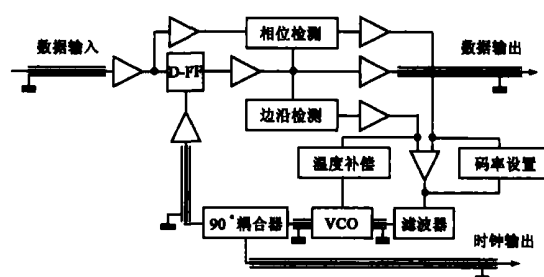 相位检测
数据输入
数据输出
D-FF
边沿检测
温度补偿
码率设置
90°耦合器
VCO
滤波器
时钟输出